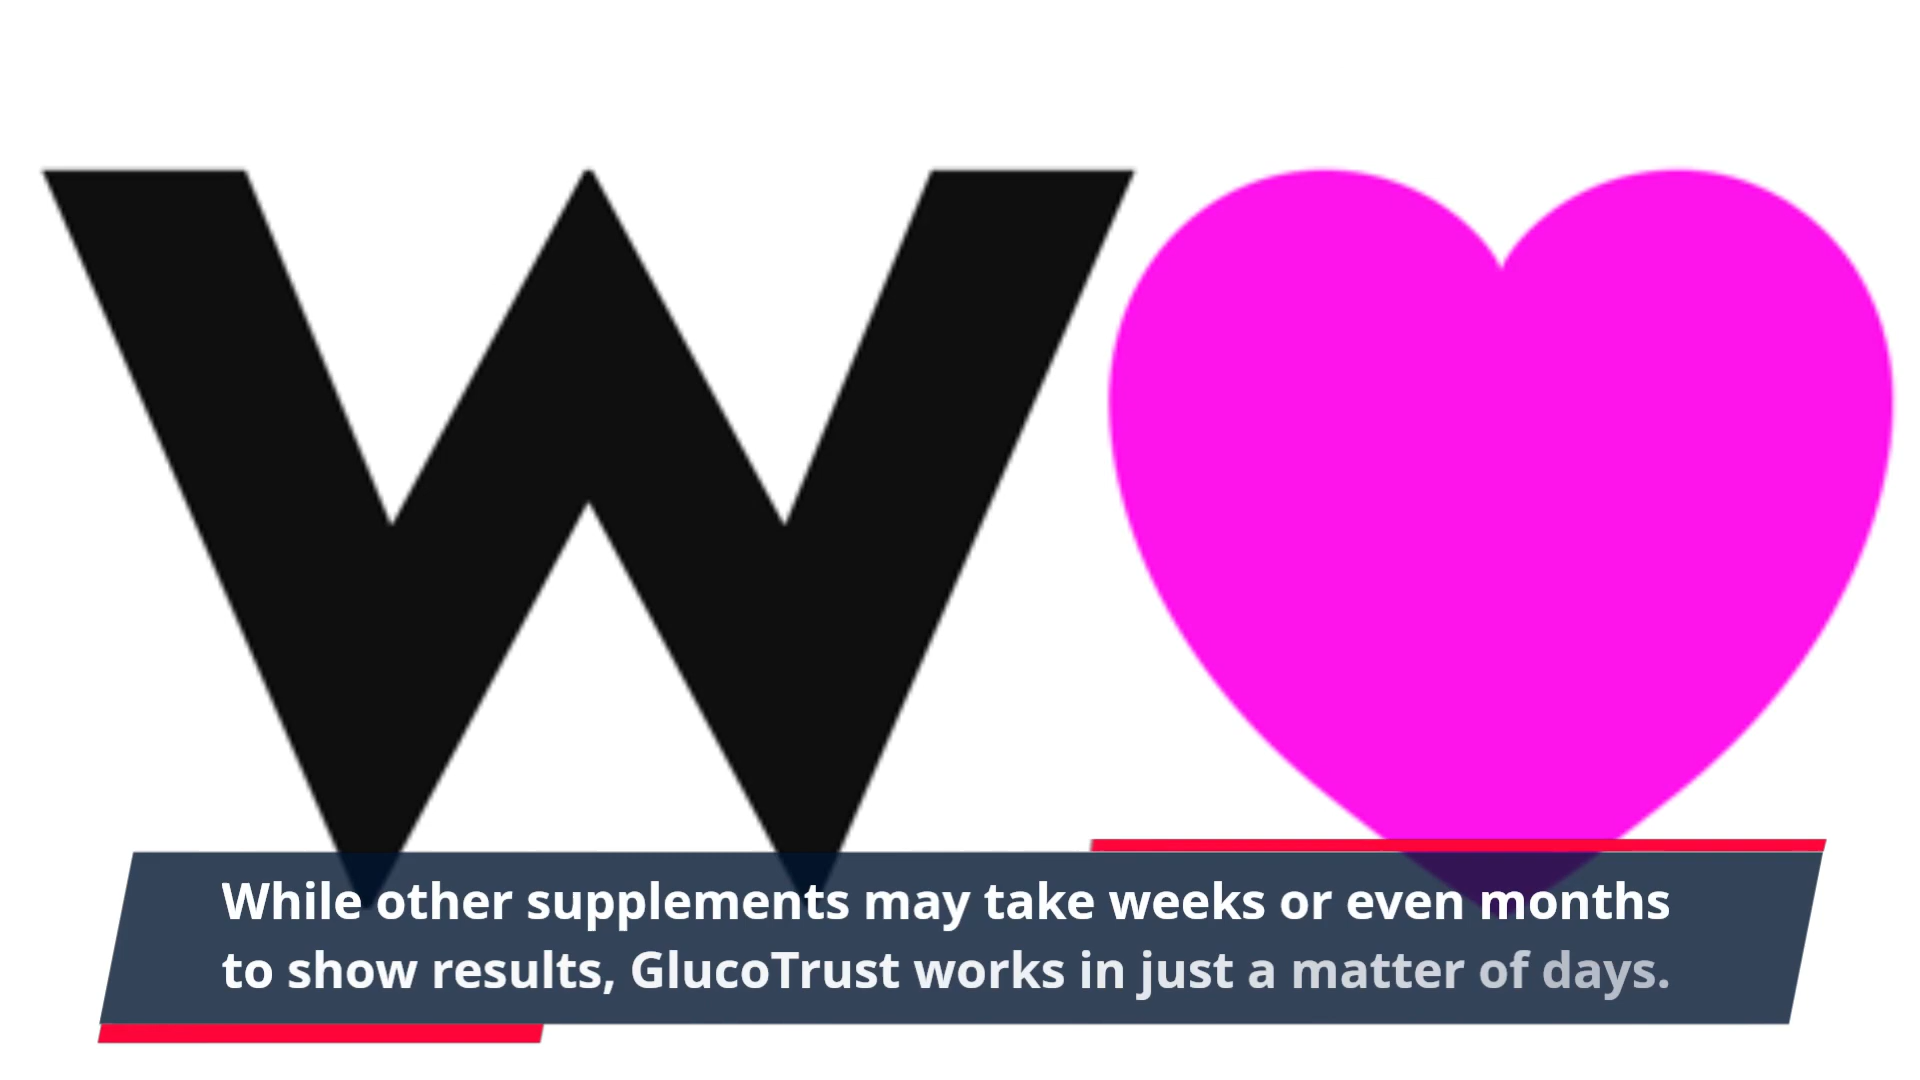 W
While other supplements may take weeks or even months
to show results, GlucoTrust works in just a matter of days.